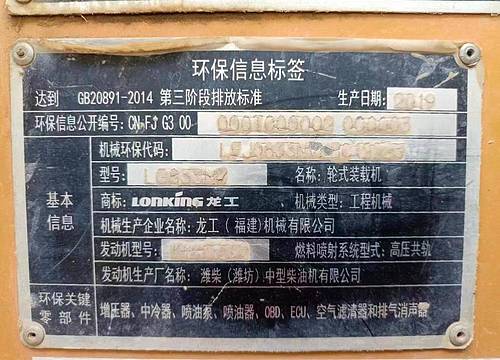 环保信息标签
达到 GB20891-2014 第三阶段排放标准 生产日期: 2019
环保信息公开编号: CN FJ G3 00
机械环保代码:
型号: 名称: 轮式装载机
基本信息 商标: LONKING 龙工 机械类型: 工程机械
机械生产企业名称: 龙工(福建)机械有限公司
发动机型号: 燃料喷射系统型式: 高压共轨
发动机生产厂名称: 潍柴(潍坊)中型柴油机有限公司
环保关键零部件 增压器、中冷器、喷油泵、喷油器、OBD、ECU、空气滤清器和排气消声器